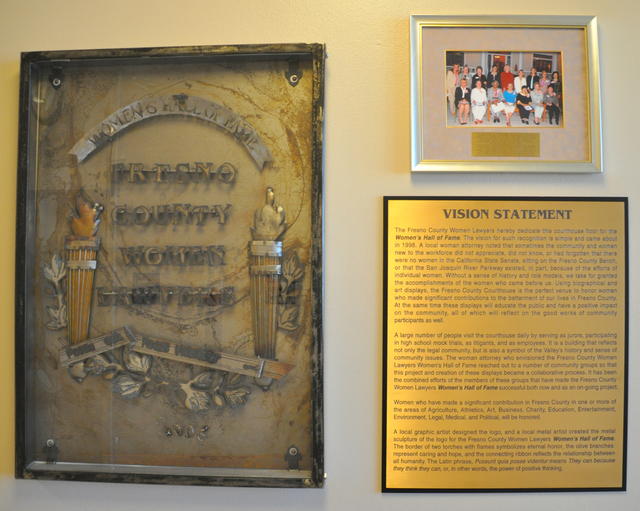 WOMEN'S HALL OF FAME
FRESNO
COUNTY
WOMEN
LAWYERS
VISION STATEMENT
The Fresno County Women Lawyers hereby dedicate this courthouse floor for the
Women's Hall of Fame. The vision for such recognition is simple and came about
in 1998. A local woman attorney noted that sometimes the community and women
new to the workforce did not appreciate, did not know, or had forgotten that there
were no women in the California State Senate, sitting on the Fresno County Bench,
or that the San Joaquin River Parkway existed, in part, because of the efforts of
individual women. Without a sense of history and role models, we take for granted
the accomplishments of the women who came before us. Using biographical and
art displays, the Fresno County Courthouse is the perfect venue to honor women
who made significant contributions to the betterment of our lives in Fresno County.
At the same time these displays will educate the public and have a positive impact
on the community, all of which will reflect on the good works of community
participants as well.
A large number of people visit the courthouse daily by serving as jurors, participating
in high school mock trials, as litigants, and as employees. It is a building that reflects
not only the legal community, but is also a symbol of the Valley's history and sense of
community issues. The woman attorney who envisioned the Fresno County Women
Lawyers Women's Hall of Fame reached out to a number of community groups so that
this project and creation of these displays became a collaborative process. It has been
the combined efforts of the members of these groups that have made the Fresno County
Women Lawyers Women's Hall of Fame successful both now and as an on-going project.
Women who have made a significant contribution in Fresno County in one or more of
the areas of Agriculture, Athletics, Art, Business, Charity, Education, Entertainment,
Environment, Legal, Medical, and Political, will be honored.
A local graphic artist designed the logo, and a local metal artist created the metal
sculpture of the logo for the Fresno County Women Lawyers Women's Hall of Fame.
The border of two torches with flames symbolizes eternal honor, the olive branches
represent caring and hope, and the connecting ribbon reflects the relationship between
all humanity. The Latin phrase, Possunt quia posse videntur means They can because
they think they can, or, in other words, the power of positive thinking.